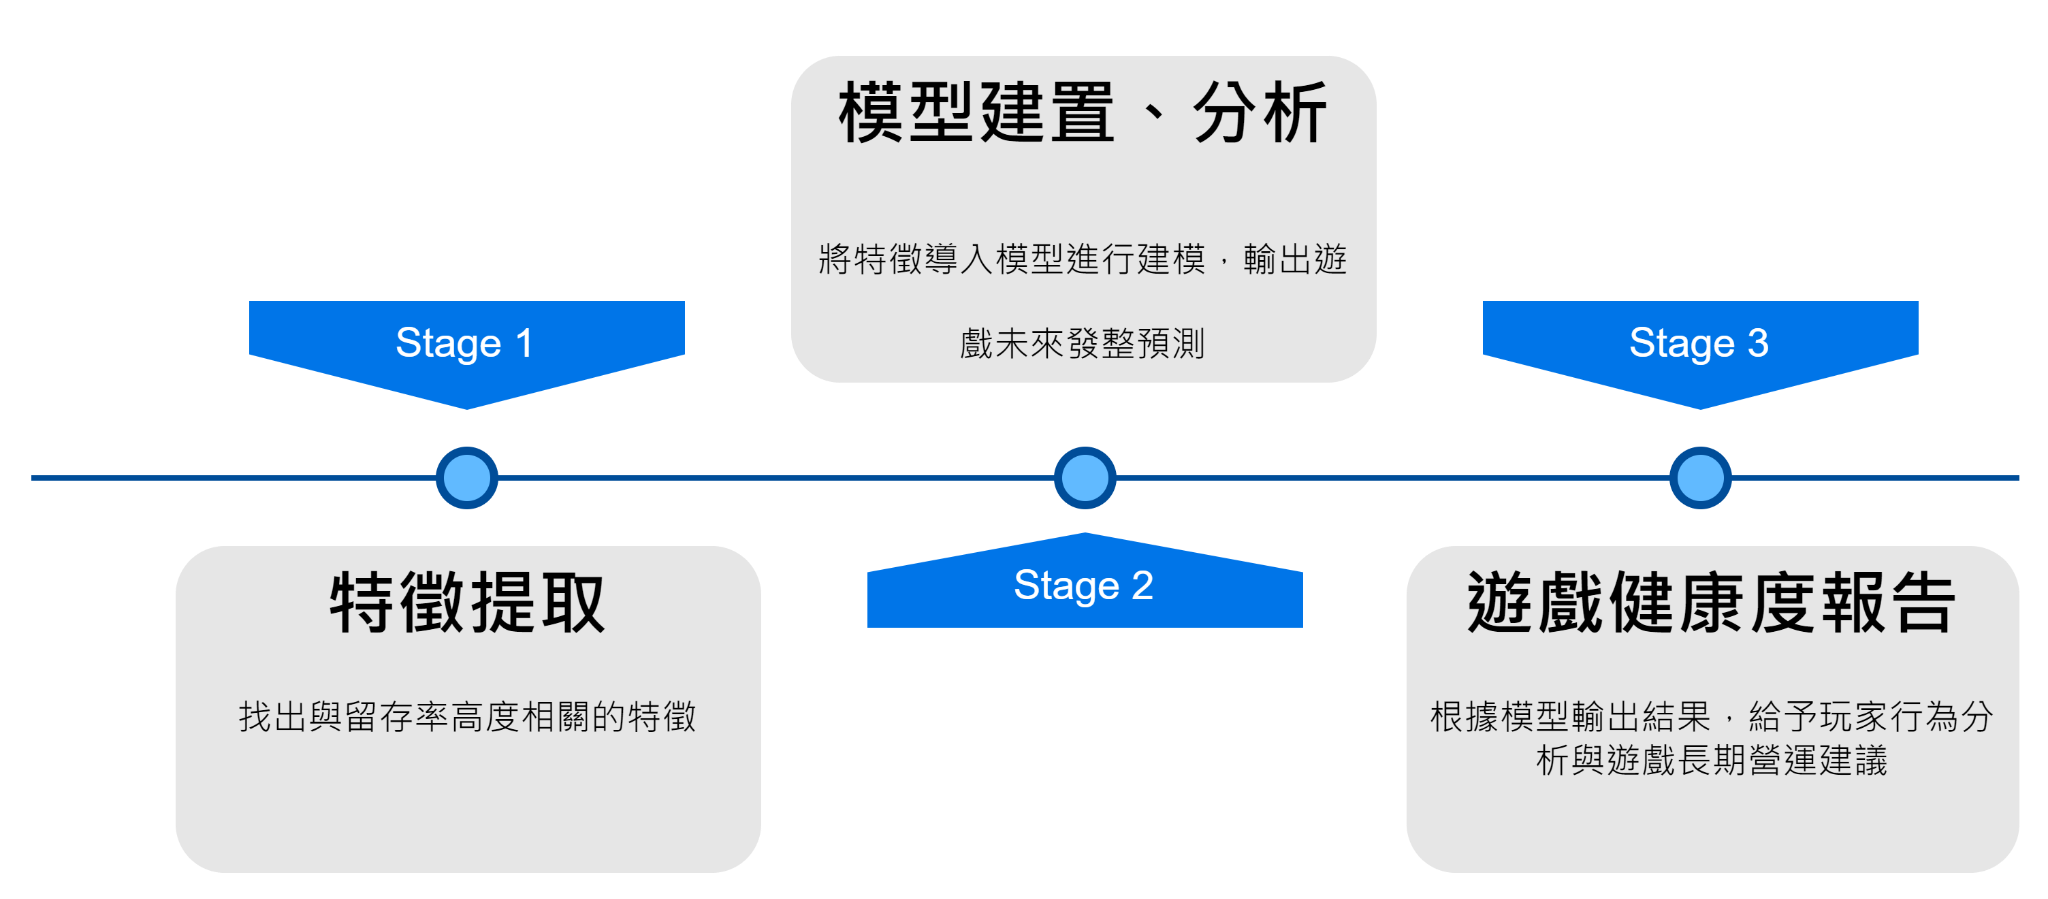 Stage 1
特徵提取
找出與留存率高度相關的特徵
模型建置、分析
將特徵導入模型進行建模，輸出遊
戲未來發整預測
Stage 2
Stage 3
遊戲健康度報告
根據模型輸出結果，給予玩家行為分
析與遊戲長期營運建議